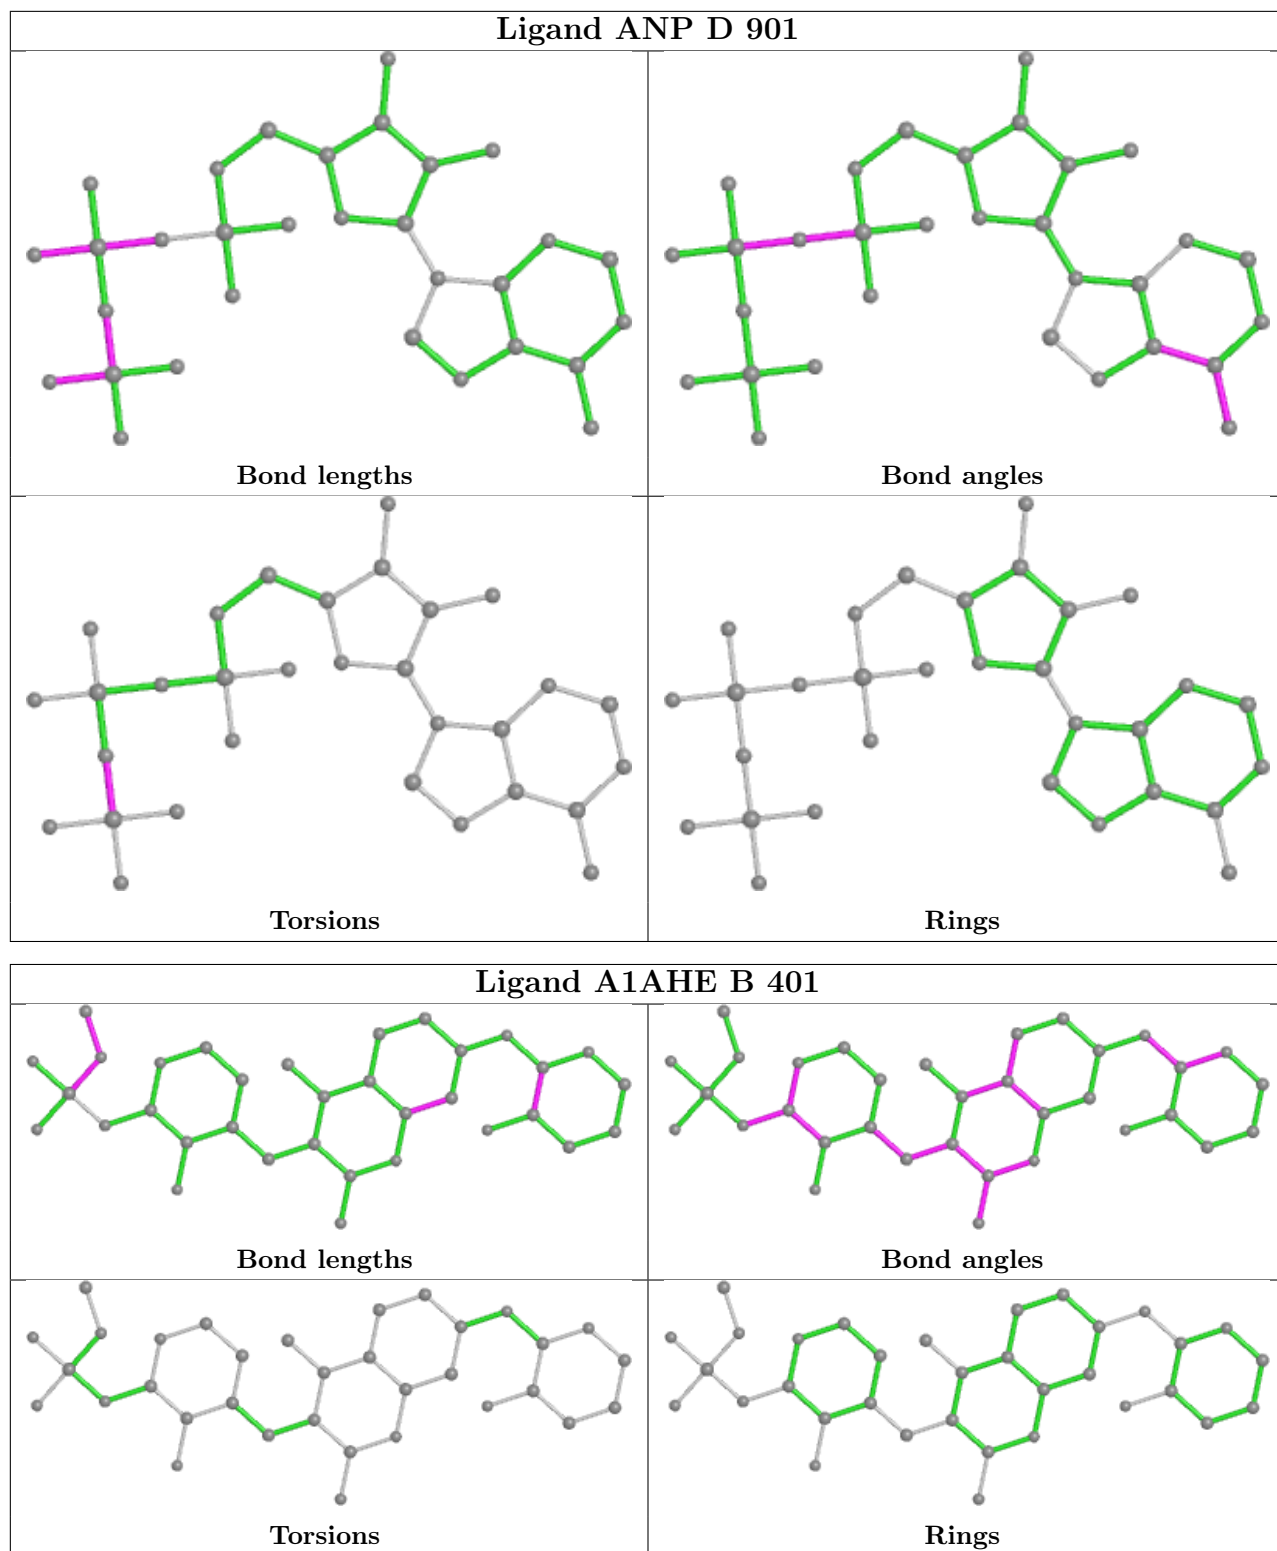 Ligand ANP D 901
Bond lengths
Bond angles
Torsions
Rings
Ligand A1AHE B 401
Bond lengths
Bond angles
Torsions
Rings